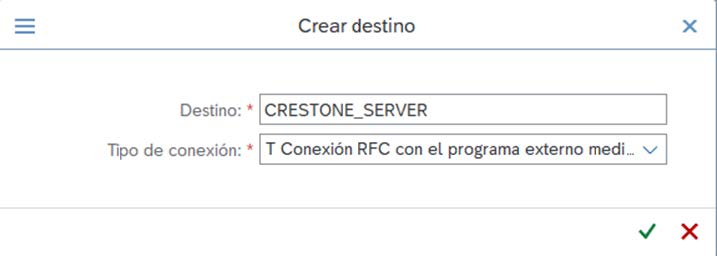 Crear destino
Destino: * CRESTONE_SERVER
Tipo de conexión: * T Conexión RFC con el programa externo medi...